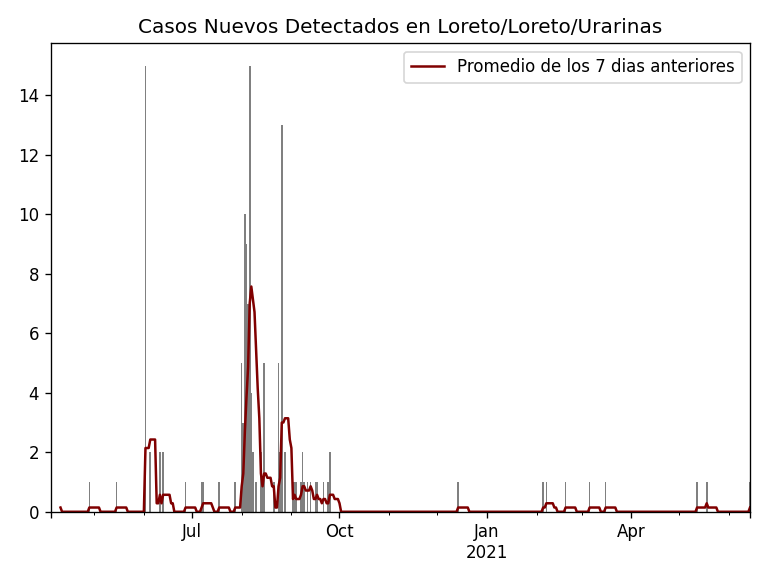 Casos Nuevos Detectados en Loreto/Loreto/Urarinas
Promedio de los 7 dias anteriores
14
12
10
8
6
4
2
0
Jul
Oct
Jan
Apr
2021